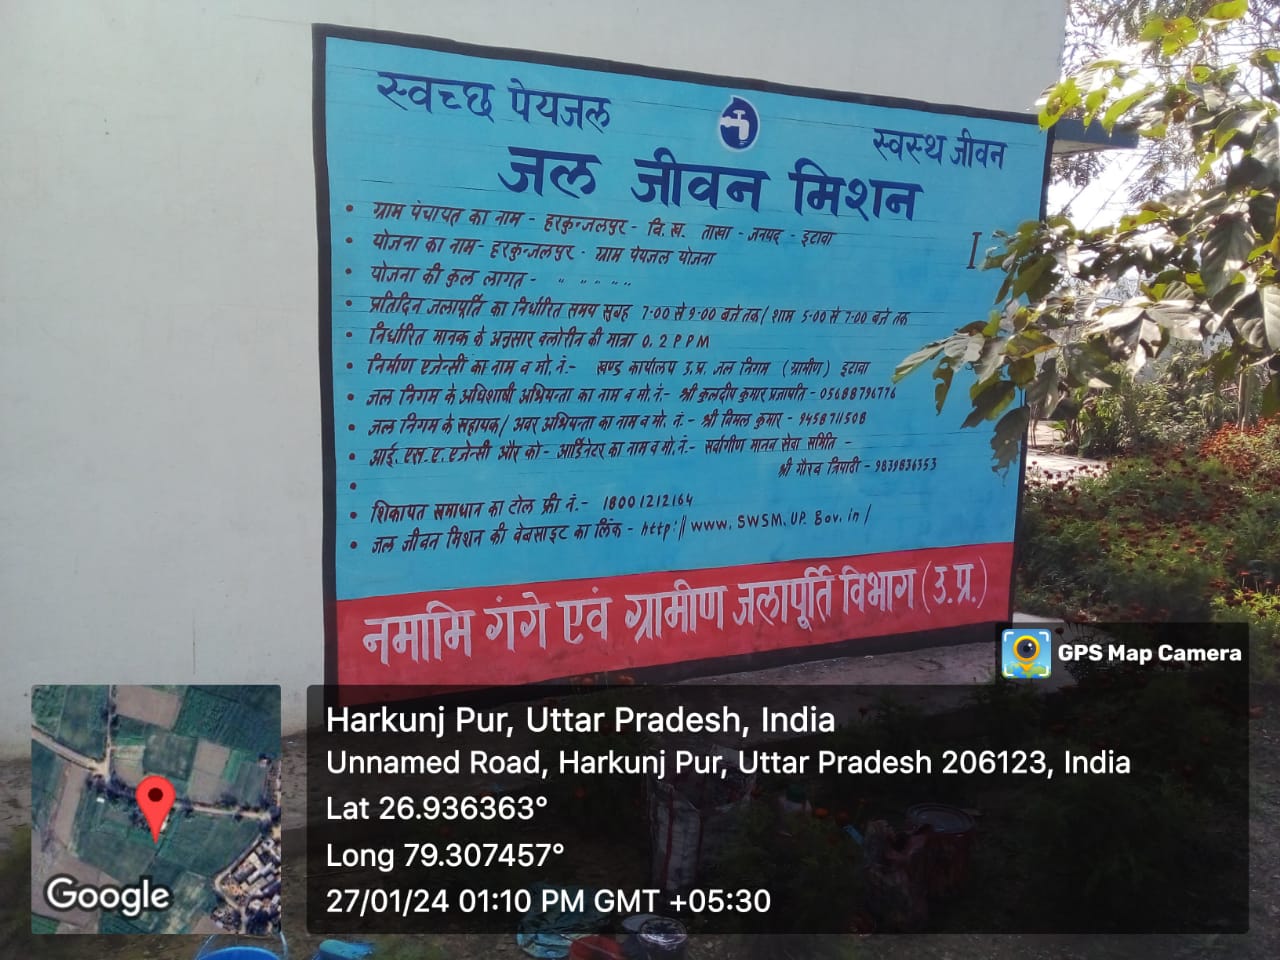 स्वच्छ पेयजल
स्वस्थ जीवन
जल जीवन मिशन
• ग्राम पंचायत का नाम - हरकुन्जलपुर - वि. ख. ताखा - जनपद - इटावा
• योजना का नाम- हरकुन्जलपुर - ग्राम पेयजल योजना
• योजना की कुल लागत - " " " " "
• प्रतिदिन जलापूर्ति का निर्धारित समय सुबह 7-00 से 9-00 बजे तक/ शाम 5-00 से 7-00 बजे तक
• निर्धारित मानक के अनुसार क्लोरीन की मात्रा 0.2 PPM
• निर्माण एजेन्सी का नाम व मो. नं.- खण्ड कार्यालय उ.प्र. जल निगम (ग्रामीण) इटावा
• जल निगम के अधिशाषी अभियन्ता का नाम व मो.नं- श्री कुलदीप कुमार प्रजापति - 05688796776
• जल निगम के सहायक/ अवर अभियन्ता का नाम व मो. नं.- श्री विमल कुमार - 9458711508
• आई. एस. ए. एजेन्सी और को- आर्डिनेटर का नाम व मो. नं.- सर्वांगीण मानव सेवा समिति -
श्री गौरव त्रिपाठी - 9839836353
•
• शिकायत समाधान का टोल फ्री नं.- 18001212164
• जल जीवन मिशन की वेबसाइट का लिंक - http://www.SWSM.UP.Gov.in/
नमामि गंगे एवं ग्रामीण जलापूर्ति विभाग (उ.प्र.)
GPS Map Camera
Google
Harkunj Pur, Uttar Pradesh, India
Unnamed Road, Harkunj Pur, Uttar Pradesh 206123, India
Lat 26.936363°
Long 79.307457°
27/01/24 01:10 PM GMT +05:30